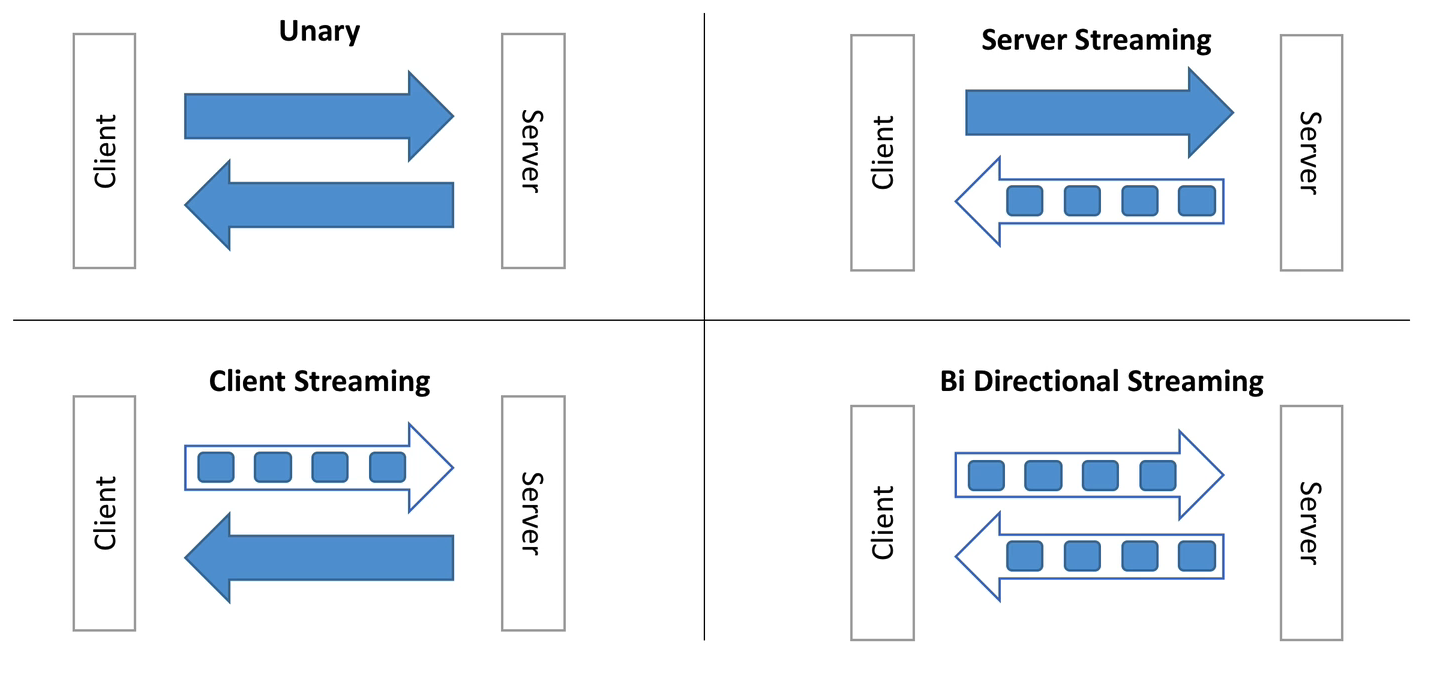 Unary
Client
Server
Server Streaming
Client
Server
Client Streaming
Client
Server
Bi Directional Streaming
Client
Server